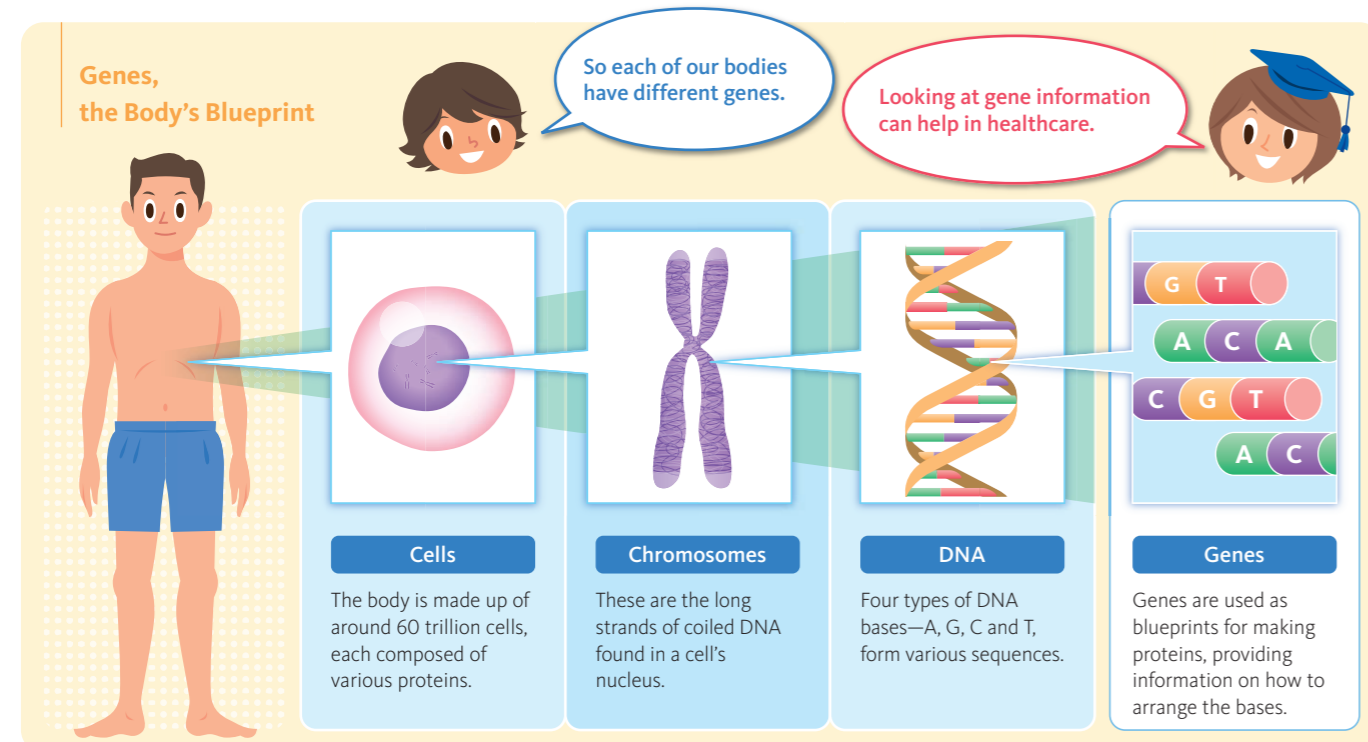 Genes,
the Body's Blueprint
So each of our bodies
have different genes.
Looking at gene information
can help in healthcare.
G T
A C A
C G T
A C
Cells
The body is made up of
around 60 trillion cells,
each composed of
various proteins.
Chromosomes
These are the long
strands of coiled DNA
found in a cell's
nucleus.
DNA
Four types of DNA
bases—A, G, C and T,
form various sequences.
Genes
Genes are used as
blueprints for making
proteins, providing
information on how to
arrange the bases.